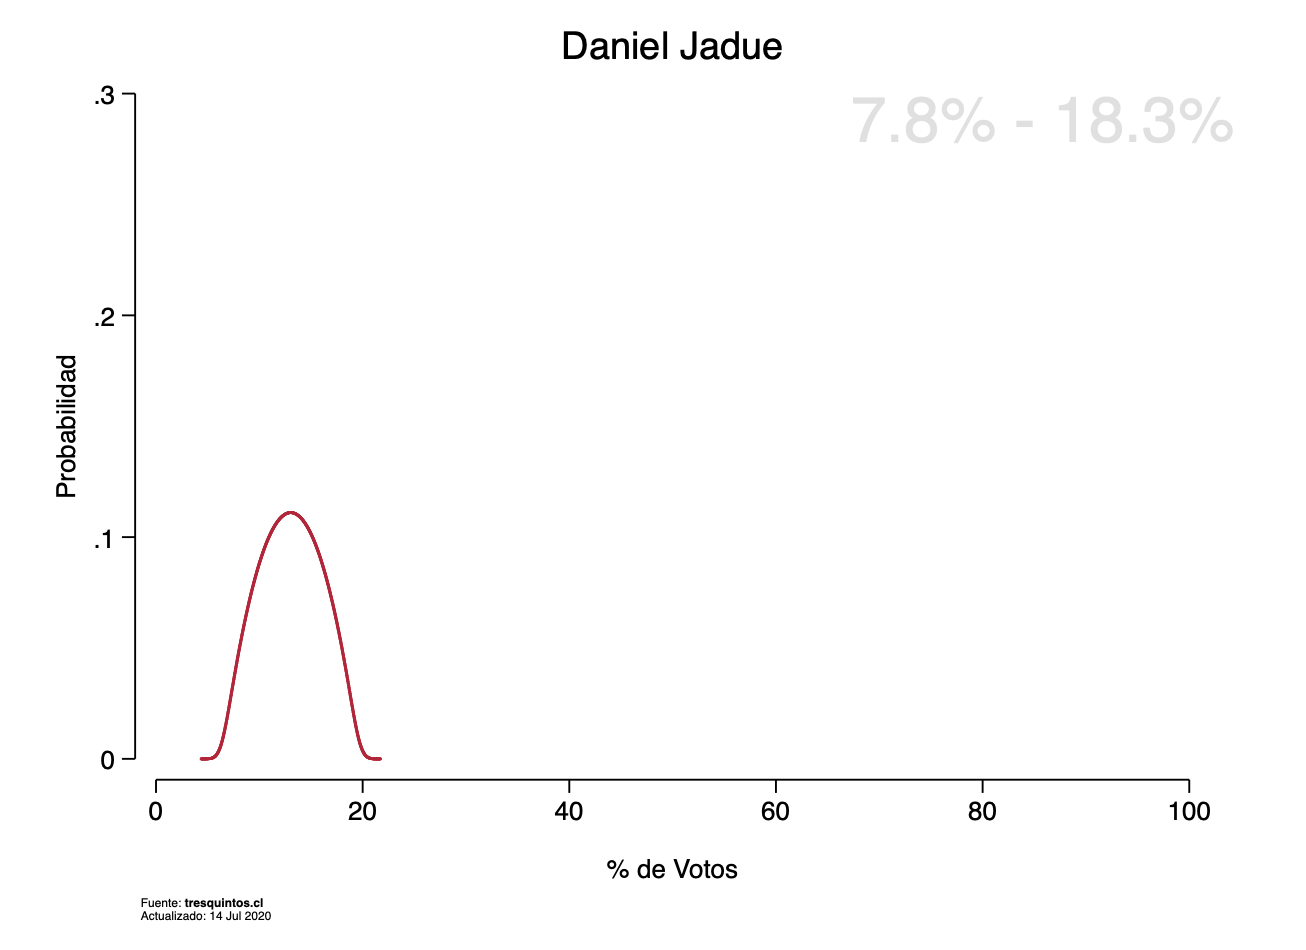 Daniel Jadue
7.8% - 18.3%
.3
.2
.1
0
Probabilidad
0 20 40 60 80 100
% de Votos
Fuente: tresquintos.cl
Actualizado: 14 Jul 2020